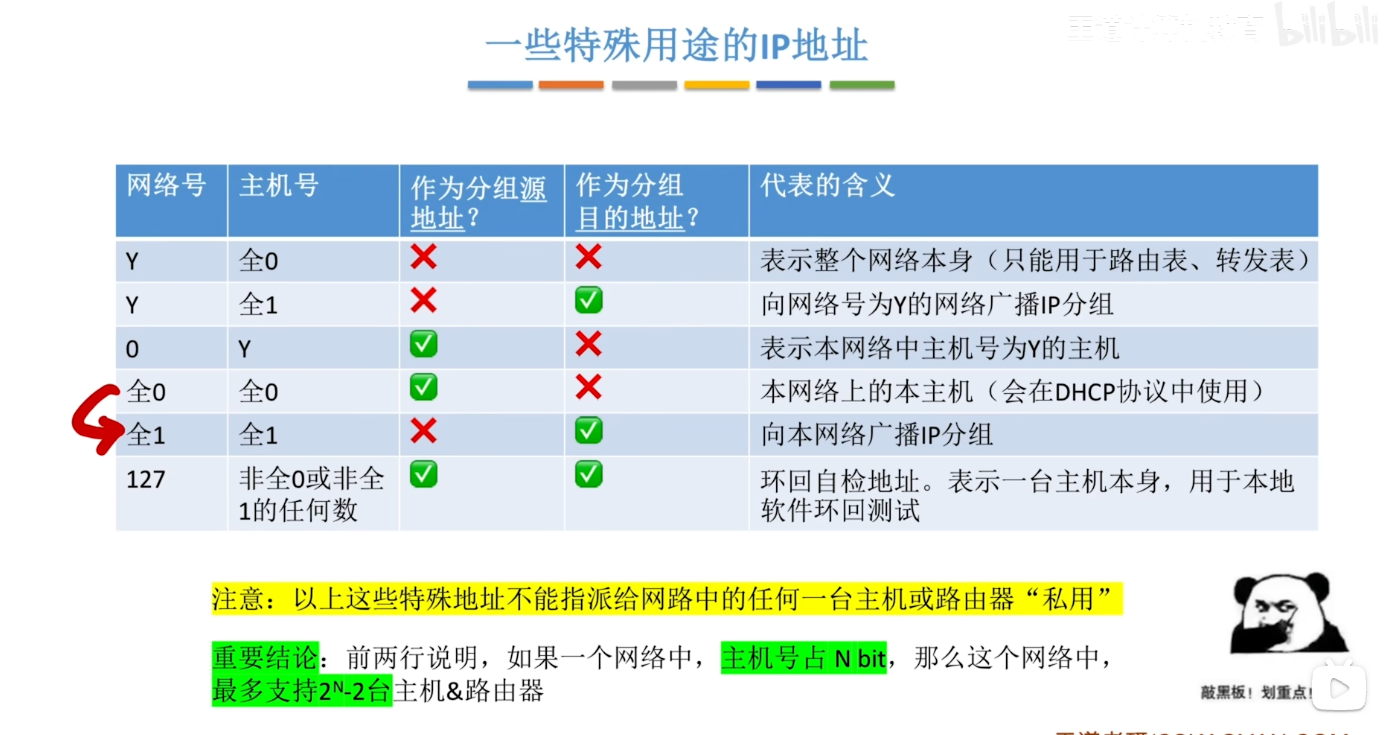 bilibili
一些特殊用途的IP地址
网络号 主机号 作为分组源地址？ 作为分组目的地址？ 代表的含义
Y 全0 ❌ ❌ 表示整个网络本身（只能用于路由表、转发表）
Y 全1 ❌ ✅ 向网络号为Y的网络广播IP分组
0 Y ✅ ❌ 表示本网络中主机号为Y的主机
全0 全0 ✅ ❌ 本网络上的本主机（会在DHCP协议中使用）
全1 全1 ❌ ✅ 向本网络广播IP分组
127 非全0或非全1的任何数 ✅ ✅ 环回自检地址。表示一台主机本身，用于本地软件环回测试
注意：以上这些特殊地址不能指派给网路中的任何一台主机或路由器“私用”
重要结论：前两行说明，如果一个网络中，主机号占 N bit，那么这个网络中，
最多支持2ᴺ-2台主机&路由器
敲黑板！划重点！